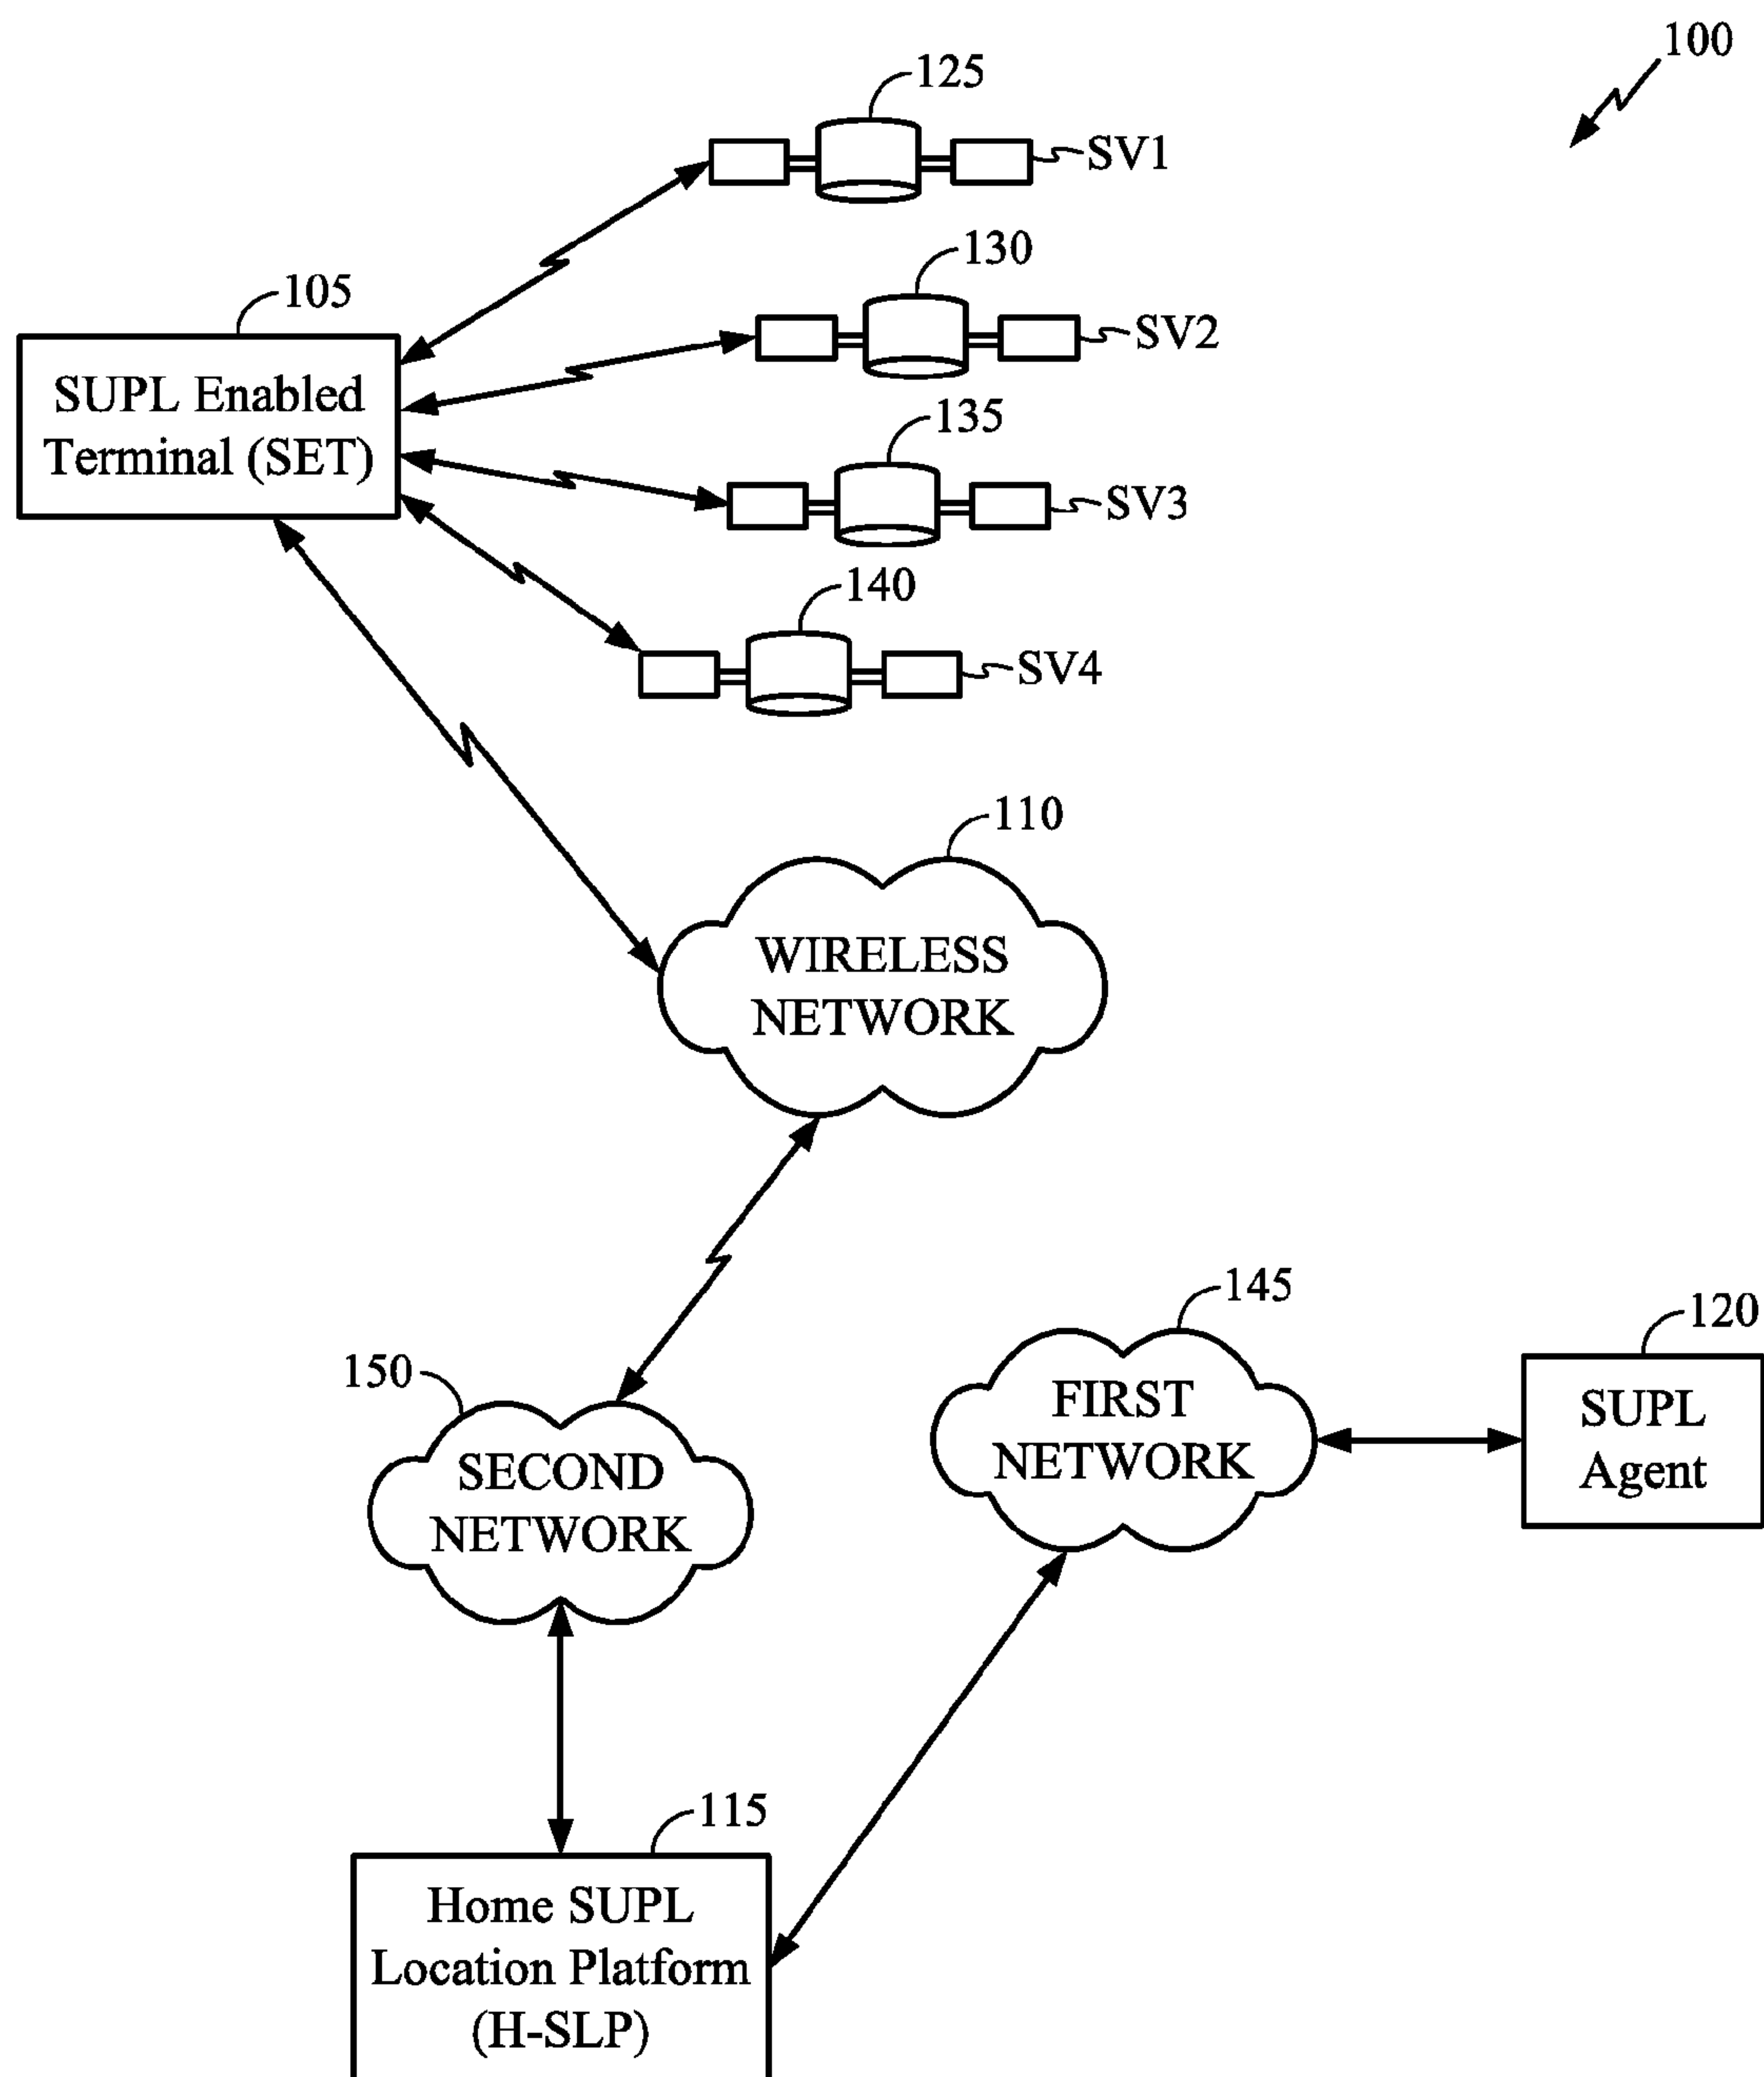 100
125
SV1
130
SV2
105
SUPL Enabled
Terminal (SET)
135
SV3
140
SV4
110
WIRELESS
NETWORK
145
120
150
FIRST
NETWORK
SUPL
Agent
SECOND
NETWORK
115
Home SUPL
Location Platform
(H-SLP)